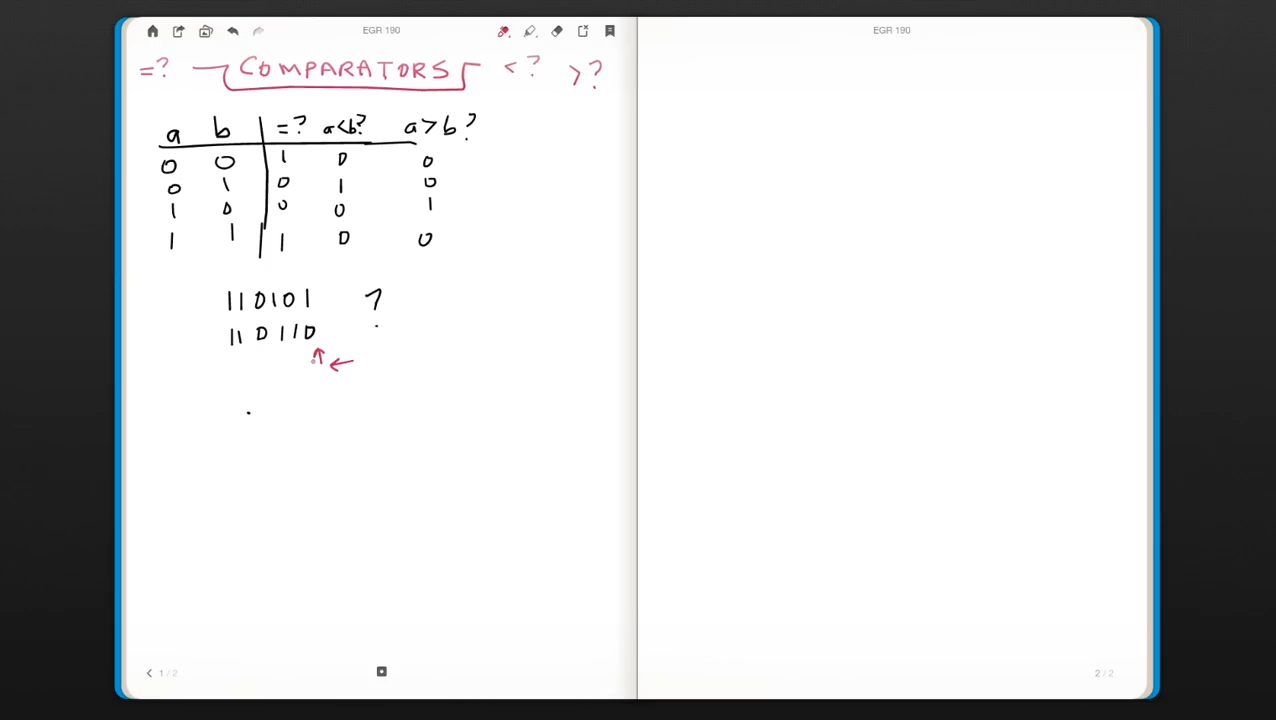 EGR 190
EGR 190
=? COMPARATORS <? >?
a b =? a<b? a>b?
0 0 1 0 0
0 1 0 1 0
1 0 0 0 1
1 1 1 0 0
110101 ?
110110
1 / 2
2 / 2